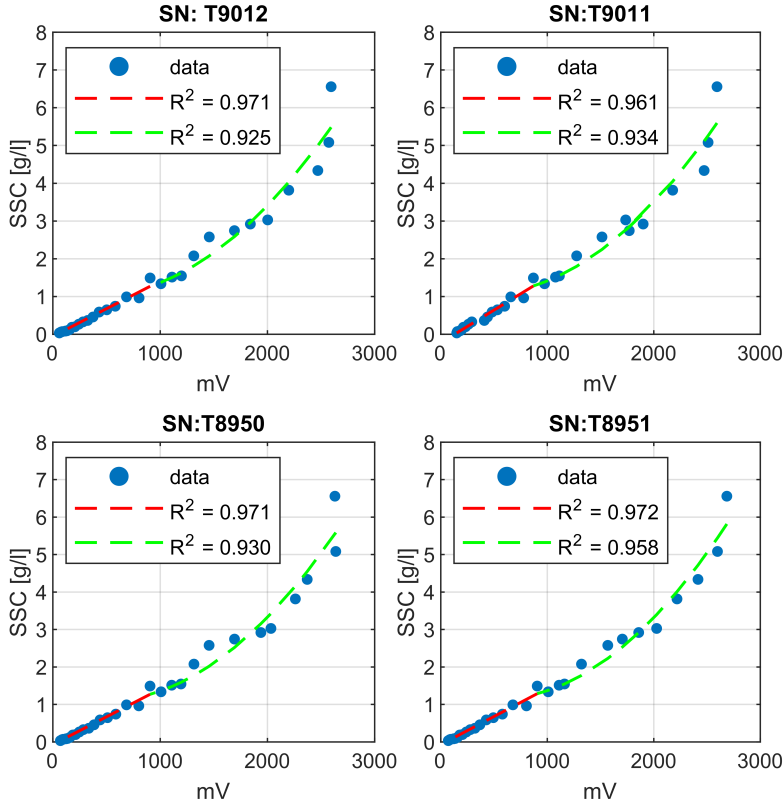 SN: T9012
8
7
6
5
4
3
2
1
0
SSC [g/l]
data
R² = 0.971
R² = 0.925
0 1000 2000 3000
mV
SN:T9011
8
7
6
5
4
3
2
1
0
SSC [g/l]
data
R² = 0.961
R² = 0.934
0 1000 2000 3000
mV
SN:T8950
8
7
6
5
4
3
2
1
0
SSC [g/l]
data
R² = 0.971
R² = 0.930
0 1000 2000 3000
mV
SN:T8951
8
7
6
5
4
3
2
1
0
SSC [g/l]
data
R² = 0.972
R² = 0.958
0 1000 2000 3000
mV